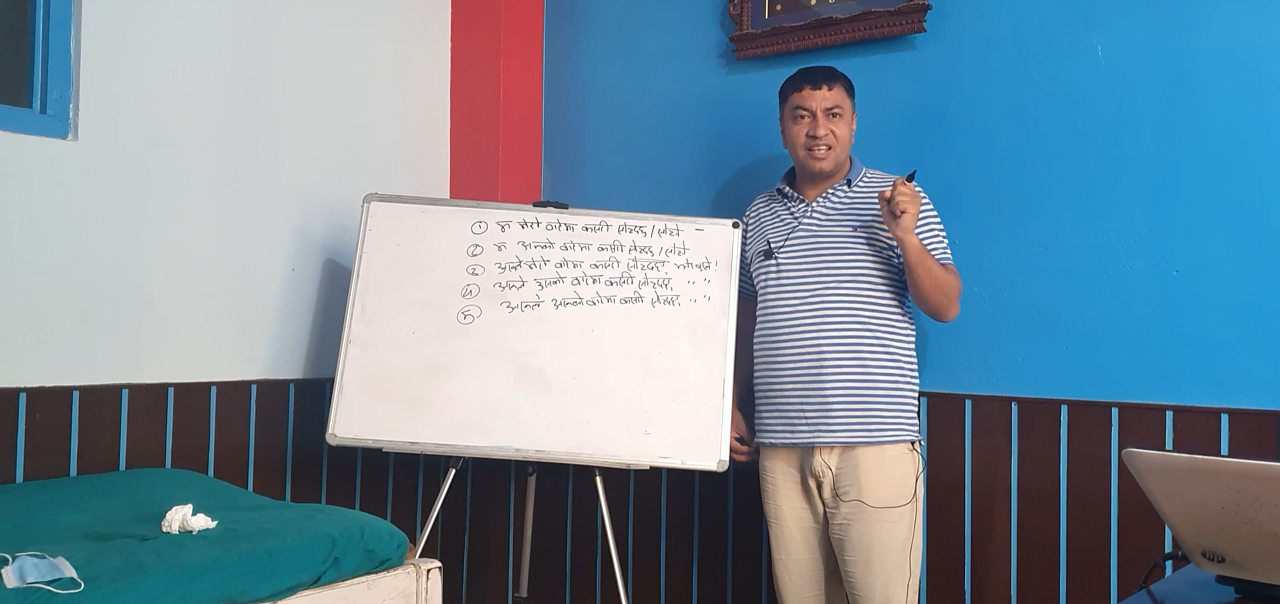 ① म मेरो बारेमा कसरी सोच्दछु / सोचें –
② म अरुको बारेमा कसरी सोच्दछु / सोचें
③ अरुले मेरो बारेमा कसरी सोच्दछन्,
④ अरुले उसको बारेमा कसरी सोच्दछन्, " "
⑤ अरुले अरुको बारेमा कसरी सोच्दछन्, " "